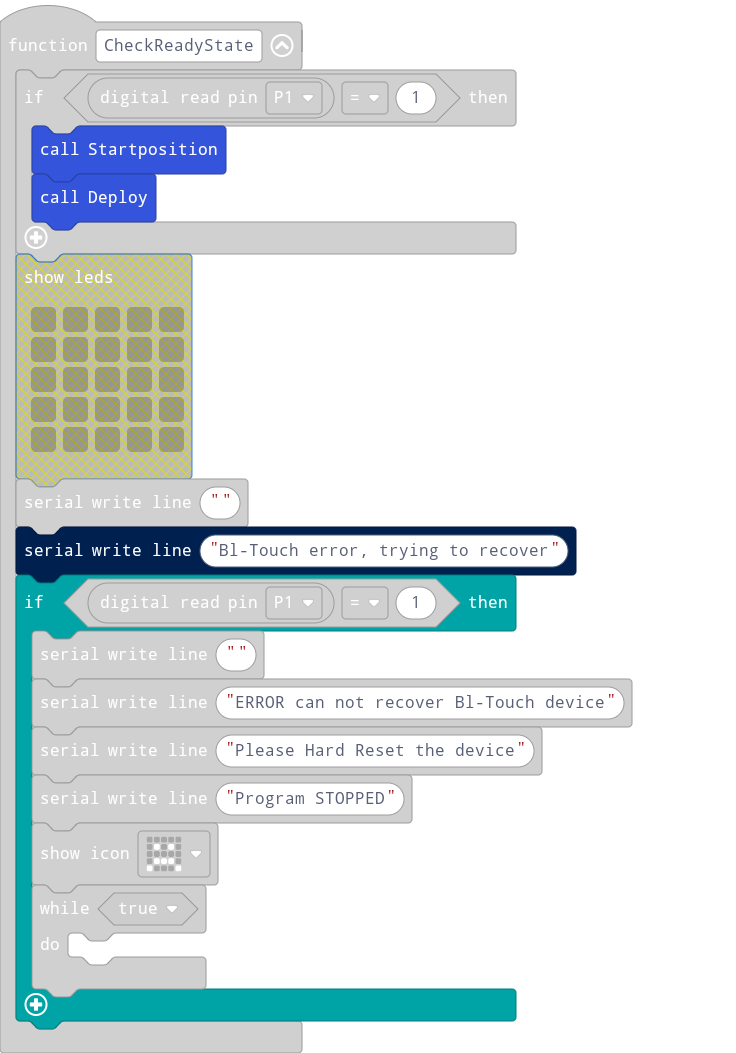 function CheckReadyState
if digital read pin P1 = 1 then
call Startposition
call Deploy
show leds
serial write line ""
serial write line "Bl-Touch error, trying to recover"
if digital read pin P1 = 1 then
serial write line ""
serial write line "ERROR can not recover Bl-Touch device"
serial write line "Please Hard Reset the device"
serial write line "Program STOPPED"
show icon
while true
do